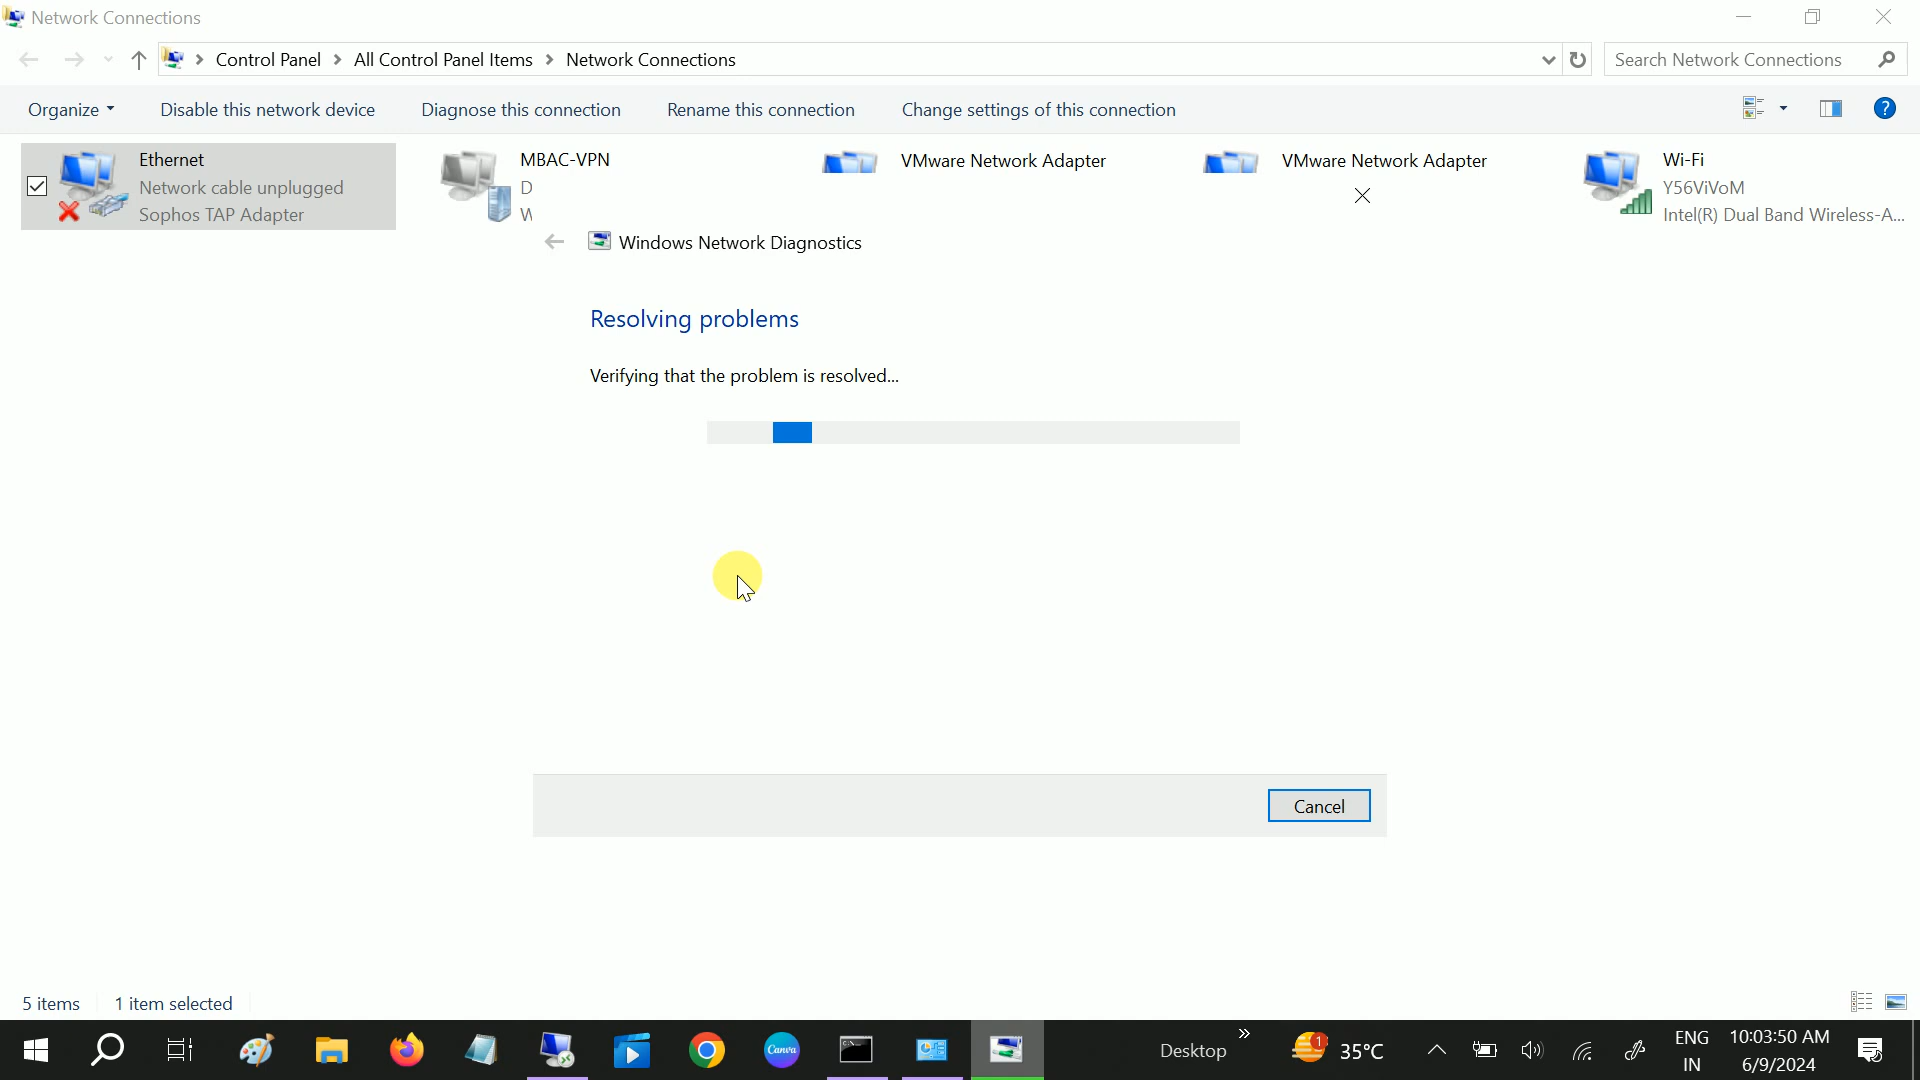 Network Connections
Control Panel > All Control Panel Items > Network Connections
Search Network Connections
Organize
Disable this network device
Diagnose this connection
Rename this connection
Change settings of this connection
Ethernet
Network cable unplugged
Sophos TAP Adapter
MBAC-VPN
D
W
VMware Network Adapter
VMware Network Adapter
Wi-Fi
Y56ViVoM
Intel(R) Dual Band Wireless-A...
Windows Network Diagnostics
Resolving problems
Verifying that the problem is resolved...
Cancel
5 items
1 item selected
Canva
Desktop
1
35°C
ENG
IN
10:03:50 AM
6/9/2024